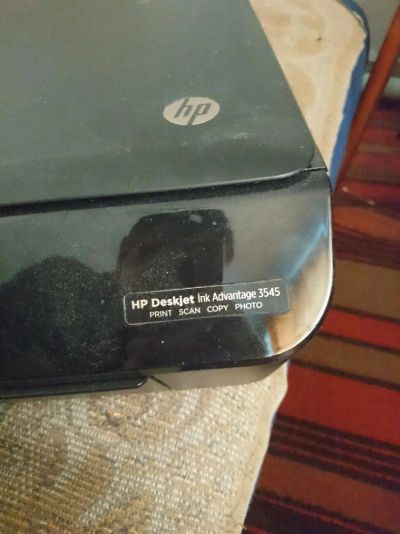 hp
HP Deskjet Ink Advantage 3545
PRINT SCAN COPY PHOTO